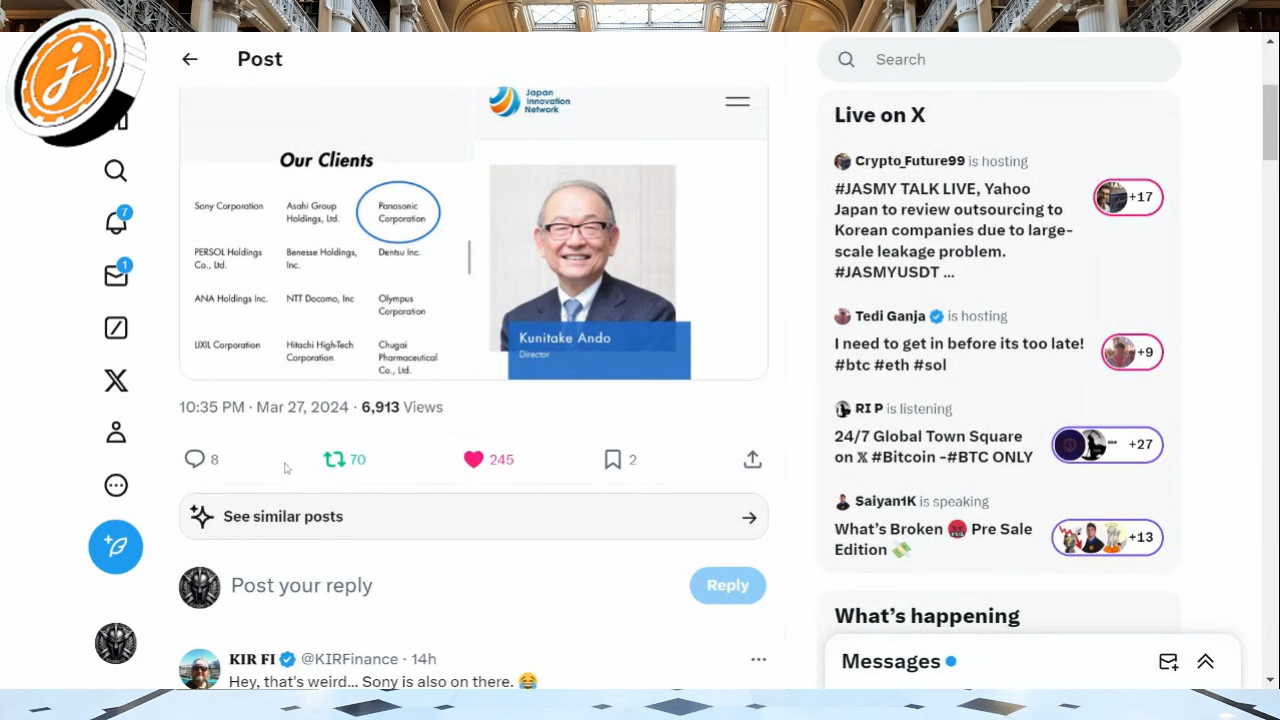 Post
Japan
Innovation
Network
Our Clients
Sony Corporation
Asahi Group
Holdings, Ltd.
Panasonic
Corporation
PERSOL Holdings
Co., Ltd.
Benesse Holdings,
Inc.
Dentsu Inc.
ANA Holdings Inc.
NTT Docomo, Inc
Olympus
Corporation
LIXIL Corporation
Hitachi High-Tech
Corporation
Chugai
Pharmaceutical
Co., Ltd.
Kunitake Ando
Director
10:35 PM · Mar 27, 2024 · 6,913 Views
8
70
245
2
See similar posts
Post your reply
Reply
KIR FI @KIRFinance · 14h
Hey, that's weird... Sony is also on there. 😂
7
1
Search
Live on X
Crypto_Future99 is hosting
#JASMY TALK LIVE, Yahoo
Japan to review outsourcing to
Korean companies due to large-
scale leakage problem.
#JASMYUSDT ...
+17
Tedi Ganja is hosting
I need to get in before its too late!
#btc #eth #sol
+9
RI P is listening
24/7 Global Town Square
on 𝕏 #Bitcoin -#BTC ONLY
+27
Saiyan1K is speaking
What's Broken 👹 Pre Sale
Edition 💸
+13
What's happening
Messages